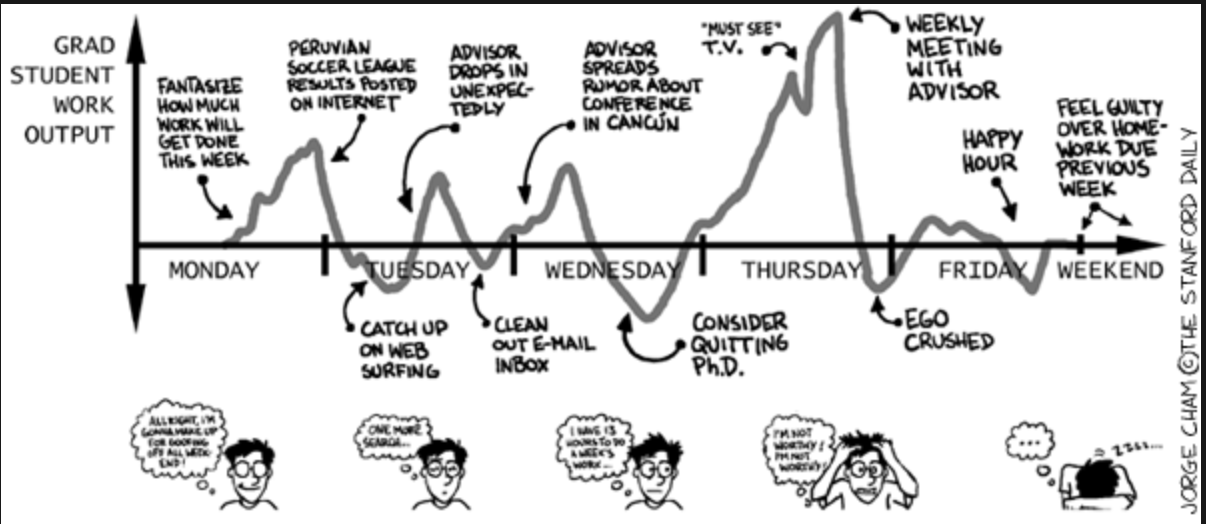 GRAD
STUDENT
WORK
OUTPUT
FANTASIZE
HOW MUCH
WORK WILL
GET DONE
THIS WEEK
PERUVIAN
SOCCER LEAGUE
RESULTS POSTED
ON INTERNET
ADVISOR
DROPS IN
UNEXPEC-
TEDLY
ADVISOR
SPREADS
RUMOR ABOUT
CONFERENCE
IN CANCÚN
"MUST SEE"
T.V.
WEEKLY
MEETING
WITH
ADVISOR
HAPPY
HOUR
FEEL GUILTY
OVER HOME-
WORK DUE
PREVIOUS
WEEK
MONDAY
TUESDAY
WEDNESDAY
THURSDAY
FRIDAY
WEEKEND
CATCH UP
ON WEB
SURFING
CLEAN
OUT E-MAIL
INBOX
CONSIDER
QUITTING
Ph.D.
EGO
CRUSHED
ALL RIGHT, I'M
GONNA MAKE UP
FOR GOOFING
OFF ALL WEEK-
END!
ONE MORE
SEARCH...
I HAVE 13
HOURS TO DO
A WEEK'S
WORK...
I'M NOT
WORTHY!
I'M NOT
WORTHY!
...
ZZZZ...
JORGE CHAM ©THE STANFORD DAILY